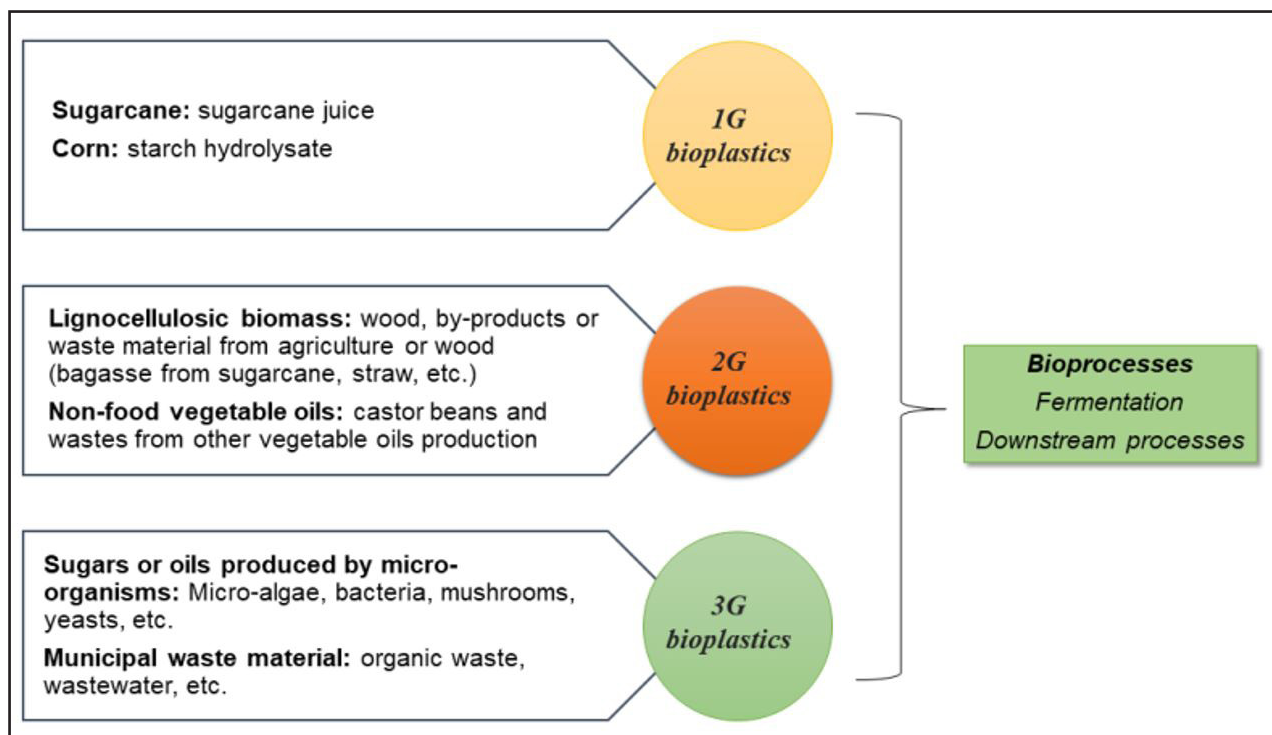 Sugarcane: sugarcane juice
Corn: starch hydrolysate
1G
bioplastics
Lignocellulosic biomass: wood, by-products or
waste material from agriculture or wood
(bagasse from sugarcane, straw, etc.)
Non-food vegetable oils: castor beans and
wastes from other vegetable oils production
2G
bioplastics
Sugars or oils produced by micro-
organisms: Micro-algae, bacteria, mushrooms,
yeasts, etc.
Municipal waste material: organic waste,
wastewater, etc.
3G
bioplastics
Bioprocesses
Fermentation
Downstream processes